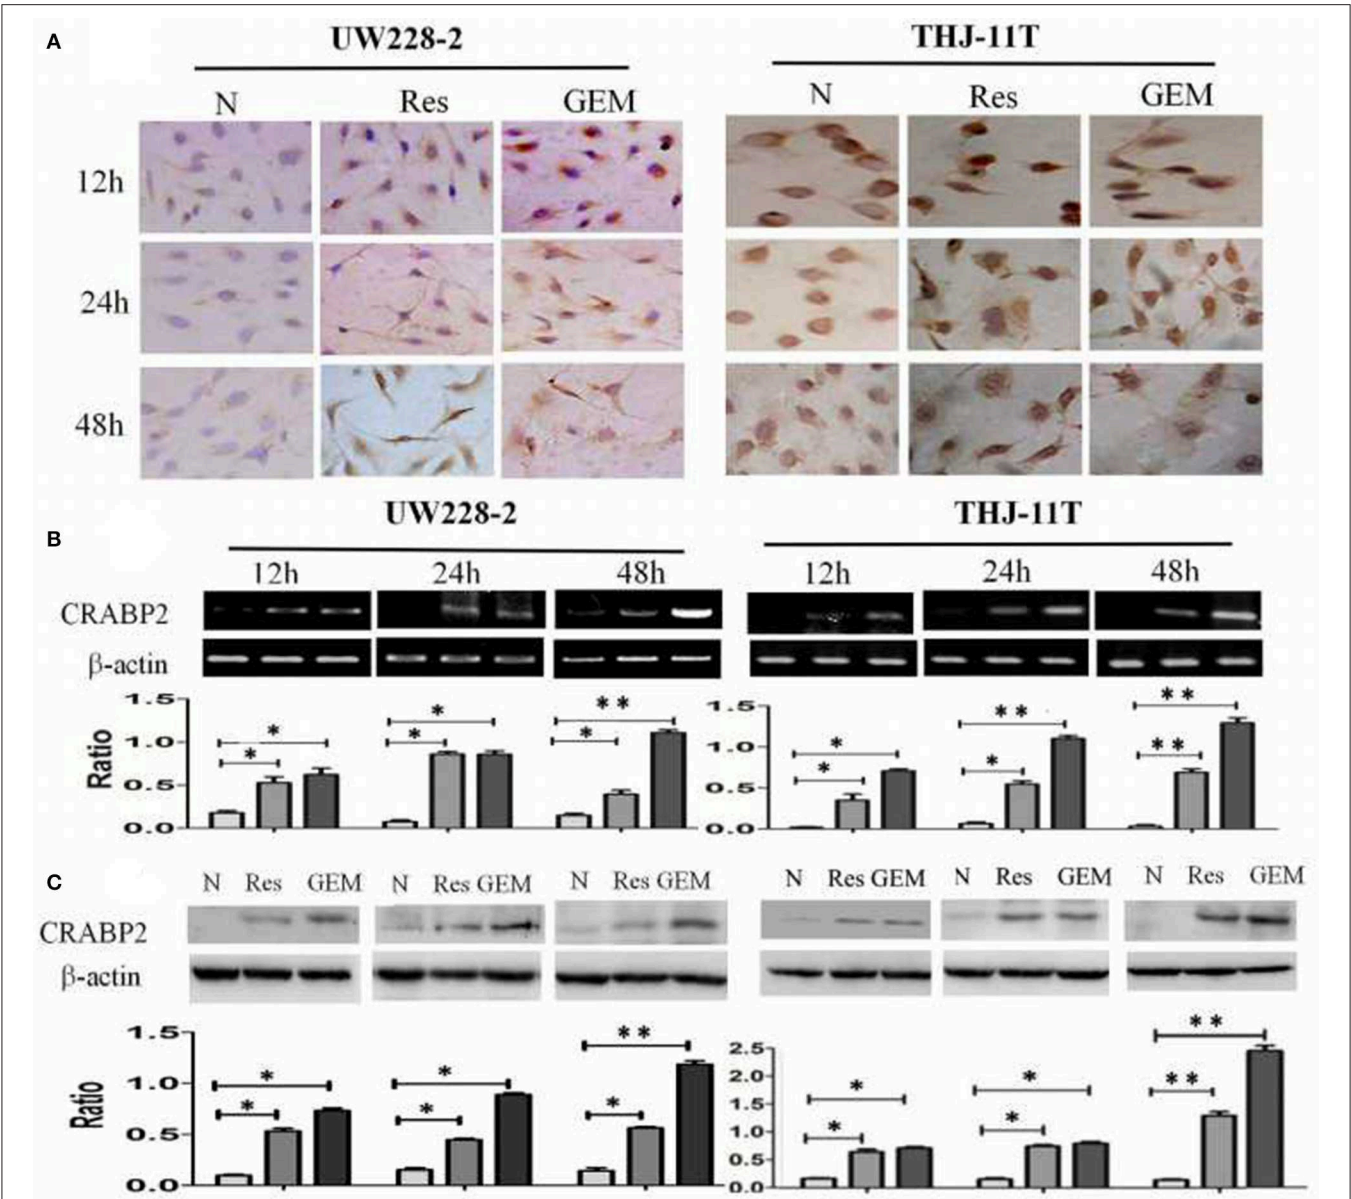 A
UW228-2 THJ-11T
N Res GEM N Res GEM
12h
24h
48h
UW228-2 THJ-11T
B
12h 24h 48h 12h 24h 48h
CRABP2
β-actin
Ratio
1.5
1.0
0.5
0.0
* *
* *
* **
1.5
1.0
0.5
0.0
* *
* **
** **
C
N Res GEM N Res GEM N Res GEM N Res GEM N Res GEM N Res GEM
CRABP2
β-actin
Ratio
1.5
1.0
0.5
0.0
* *
* *
* **
2.5
2.0
1.5
1.0
0.5
0.0
* *
* *
** **